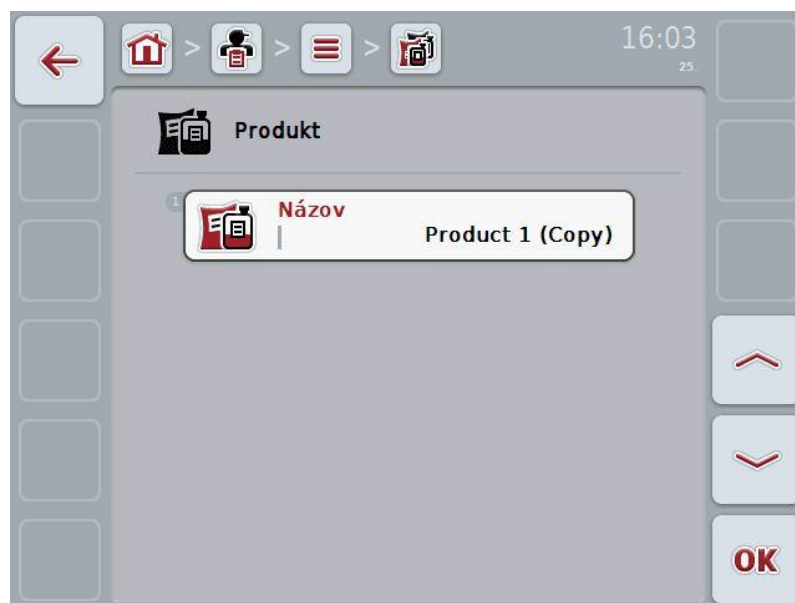 > > >
16:03
25.
Produkt
1
Názov
Product 1 (Copy)
OK